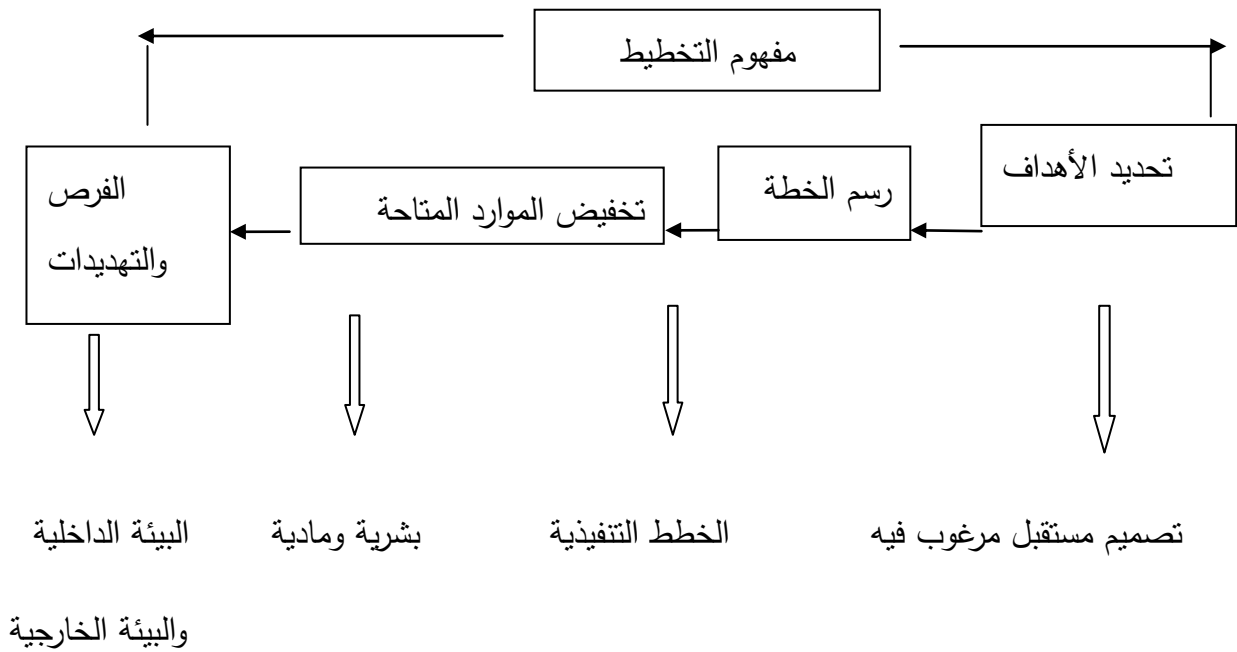 مفهوم التخطيط
تحديد الأهداف
رسم الخطة
تخفيض الموارد المتاحة
الفرص
والتهديدات
تصميم مستقبل مرغوب فيه
الخطط التنفيذية
بشرية ومادية
البيئة الداخلية
والبيئة الخارجية